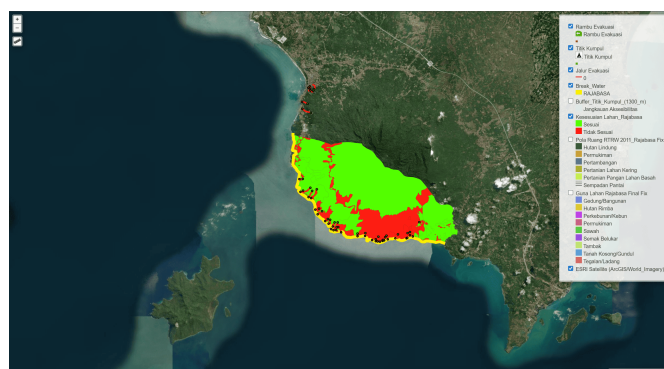 +
-
Rambu Evakuasi
Rambu Evakuasi
Titik Kumpul
Titik Kumpul
Jalur Evakuasi
0
Break_Water
RAJABASA
Buffer_Titik_Kumpul_(1300_m)
Jangkauan Aksesibilitas
Kesesuaian Lahan_Rajabasa
Sesuai
Tidak Sesuai
Pola Ruang RTRW 2011_Rajabasa Fix
Hutan Lindung
Permukiman
Pertambangan
Pertanian Lahan Kering
Pertanian Pangan Lahan Basah
Sempadan Pantai
Guna Lahan Rajabasa Final Fix
Gedung/Bangunan
Hutan Rimba
Perkebunan/Kebun
Permukiman
Sawah
Semak Belukar
Tambak
Tanah Kosong/Gundul
Tegalan/Ladang
ESRI Satellite (ArcGIS/World_Imagery)